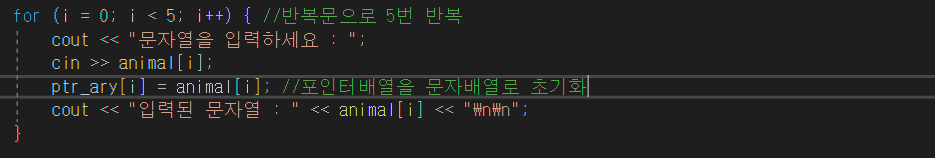 for (i = 0; i < 5; i++) { //반복문으로 5번 반복
cout << "문자열을 입력하세요 : ";
cin >> animal[i];
ptr_ary[i] = animal[i]; //포인터배열을 문자배열로 초기화
cout << "입력된 문자열 : " << animal[i] << "₩n₩n";
}